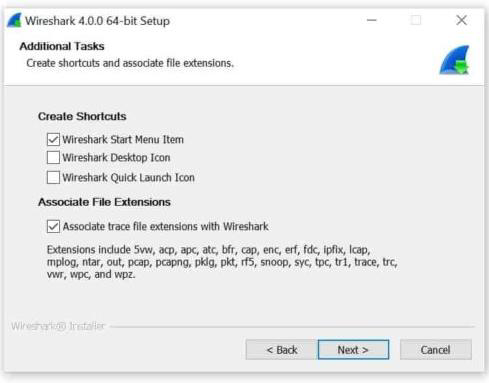 Wireshark 4.0.0 64-bit Setup
Additional Tasks
Create shortcuts and associate file extensions.
Create Shortcuts
Wireshark Start Menu Item
Wireshark Desktop Icon
Wireshark Quick Launch Icon
Associate File Extensions
Associate trace file extensions with Wireshark
Extensions include 5vw, acp, apc, atc, bfr, cap, enc, erf, fdc, ipfix, lcap,
mplog, ntar, out, pcap, pcapng, pklg, pkt, rf5, snoop, syc, tpc, tr1, trace, trc,
vwr, wpc, and wpz.
Wireshark® Installer
< Back Next > Cancel